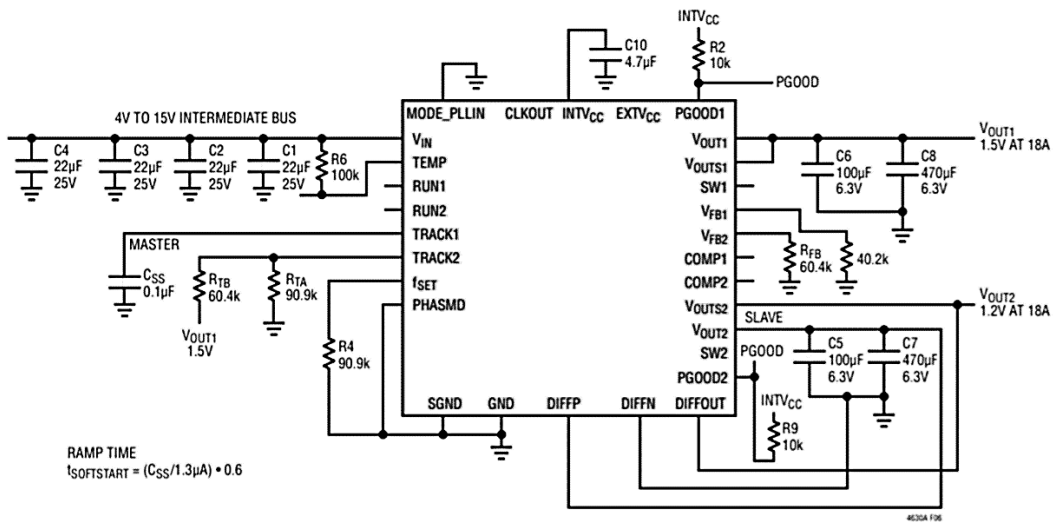 INTVCC
C10
4.7µF
R2
10k
PGOOD
4V TO 15V INTERMEDIATE BUS
MODE_PLLIN
CLKOUT
INTVCC
EXTVCC
PGOOD1
C4
22µF
25V
C3
22µF
25V
C2
22µF
25V
C1
22µF
25V
R6
100k
VIN
TEMP
RUN1
RUN2
TRACK1
TRACK2
fSET
PHASMD
VOUT1
VOUTS1
SW1
VFB1
VFB2
COMP1
COMP2
VOUTS2
VOUT2
SW2
PGOOD2
VOUT1
1.5V AT 18A
C6
100µF
6.3V
C8
470µF
6.3V
MASTER
CSS
0.1µF
RTB
60.4k
RTA
90.9k
VOUT1
1.5V
R4
90.9k
RFB
60.4k
40.2k
VOUT2
1.2V AT 18A
SLAVE
PGOOD
C5
100µF
6.3V
C7
470µF
6.3V
INTVCC
R9
10k
SGND
GND
DIFFP
DIFFN
DIFFOUT
RAMP TIME
tSOFTSTART = (CSS/1.3µA) • 0.6
4630A F06